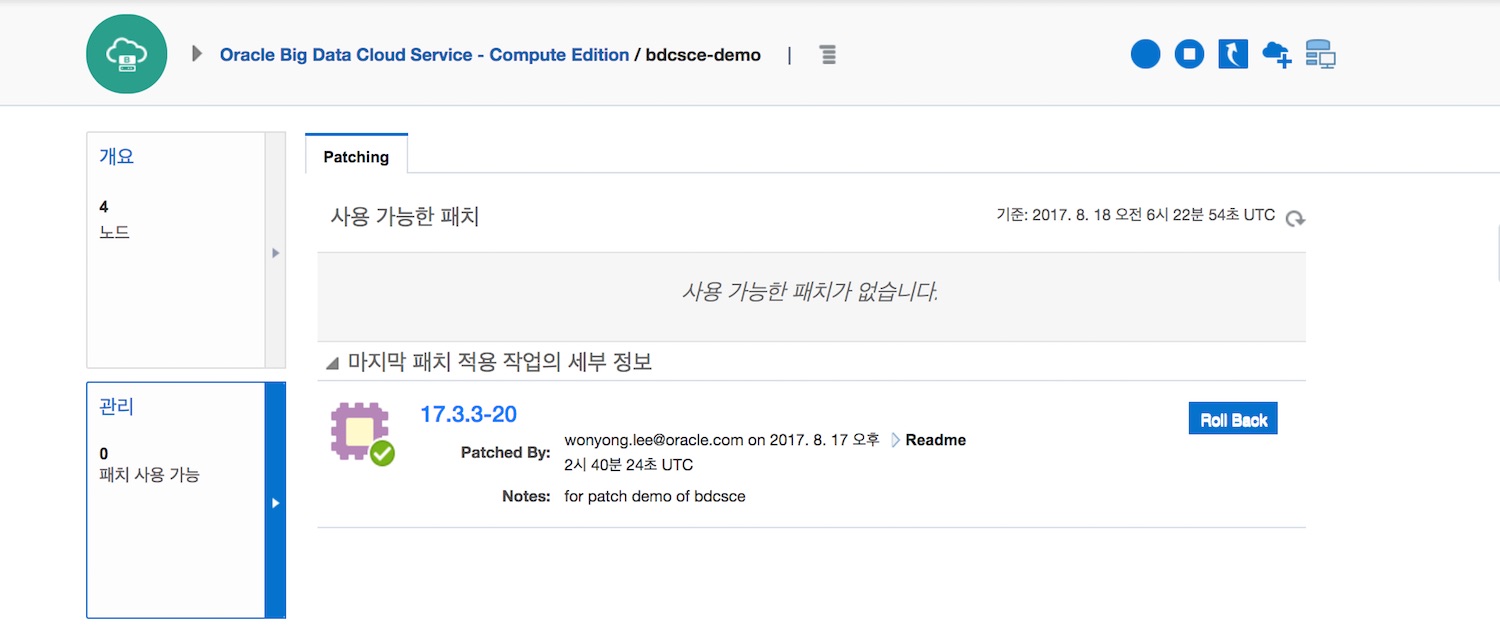 Oracle Big Data Cloud Service - Compute Edition / bdcsce-demo |
개요
4
노드
관리
0
패치 사용 가능
Patching
사용 가능한 패치
기준: 2017. 8. 18 오전 6시 22분 54초 UTC
사용 가능한 패치가 없습니다.
마지막 패치 적용 작업의 세부 정보
17.3.3-20
Roll Back
Patched By: wonyong.lee@oracle.com on 2017. 8. 17 오후 Readme
2시 40분 24초 UTC
Notes: for patch demo of bdcsce